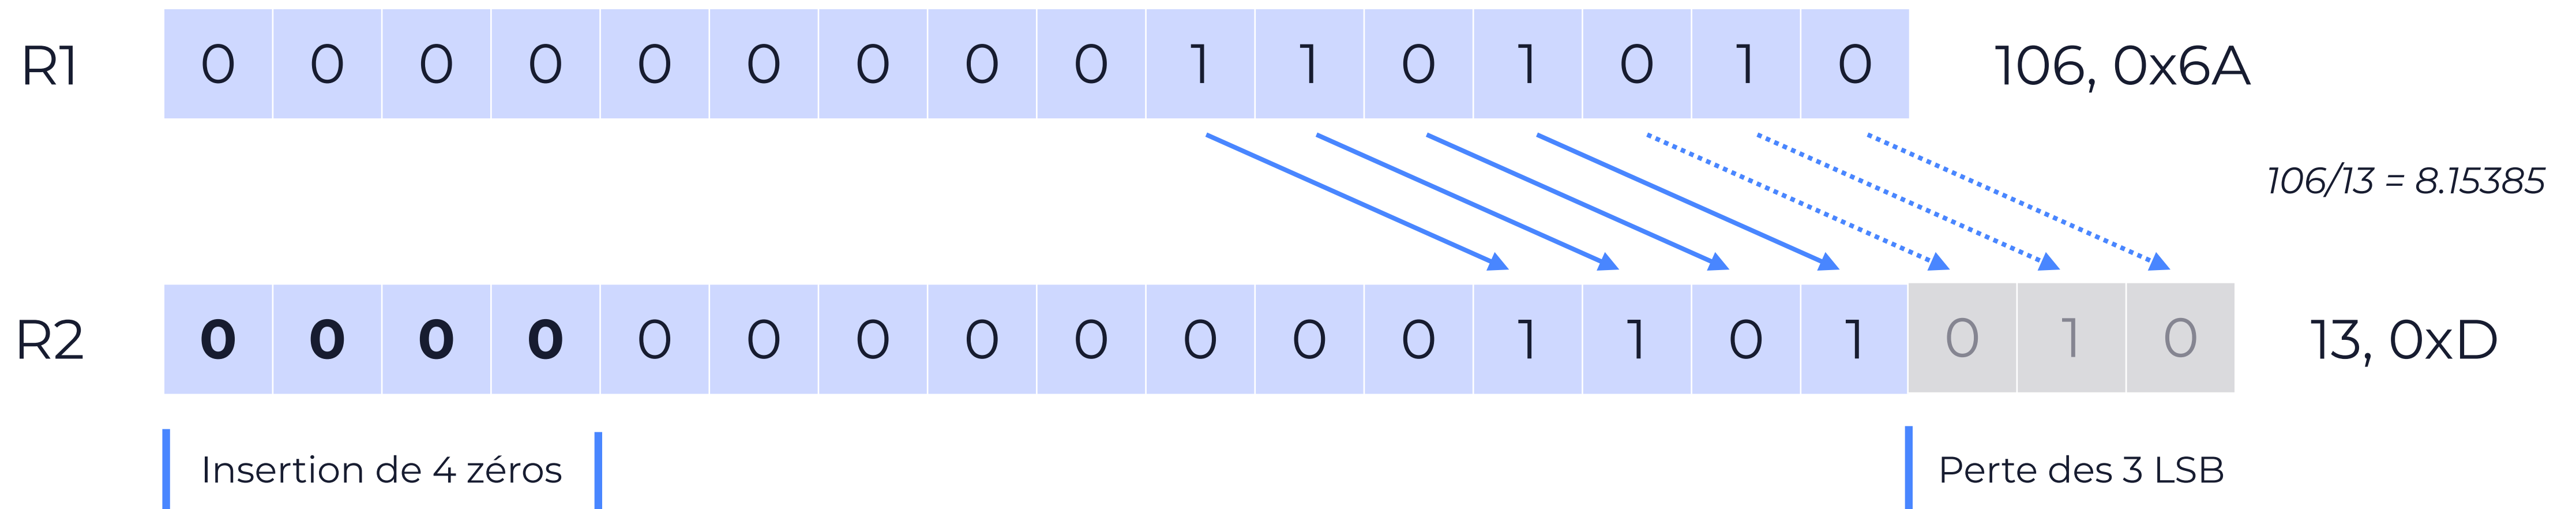 R1 0 0 0 0 0 0 0 0 0 1 1 0 1 0 1 0 106, 0x6A
106/13 = 8.15385
R2 0 0 0 0 0 0 0 0 0 0 0 0 1 1 0 1 0 1 0 13, 0xD
Insertion de 4 zéros Perte des 3 LSB